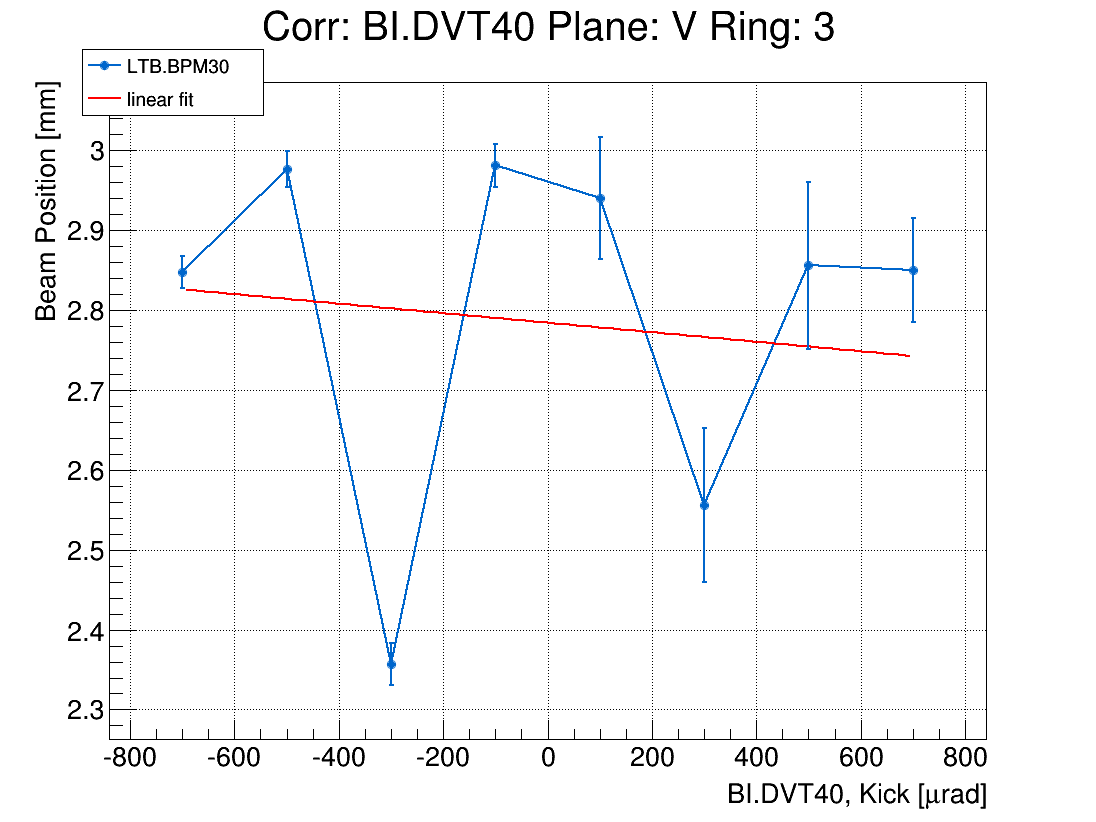 Corr: BI.DVT40 Plane: V Ring: 3
LTB.BPM30
linear fit
Beam Position [mm]
3
2.9
2.8
2.7
2.6
2.5
2.4
2.3
-800 -600 -400 -200 0 200 400 600 800
BI.DVT40, Kick [μrad]